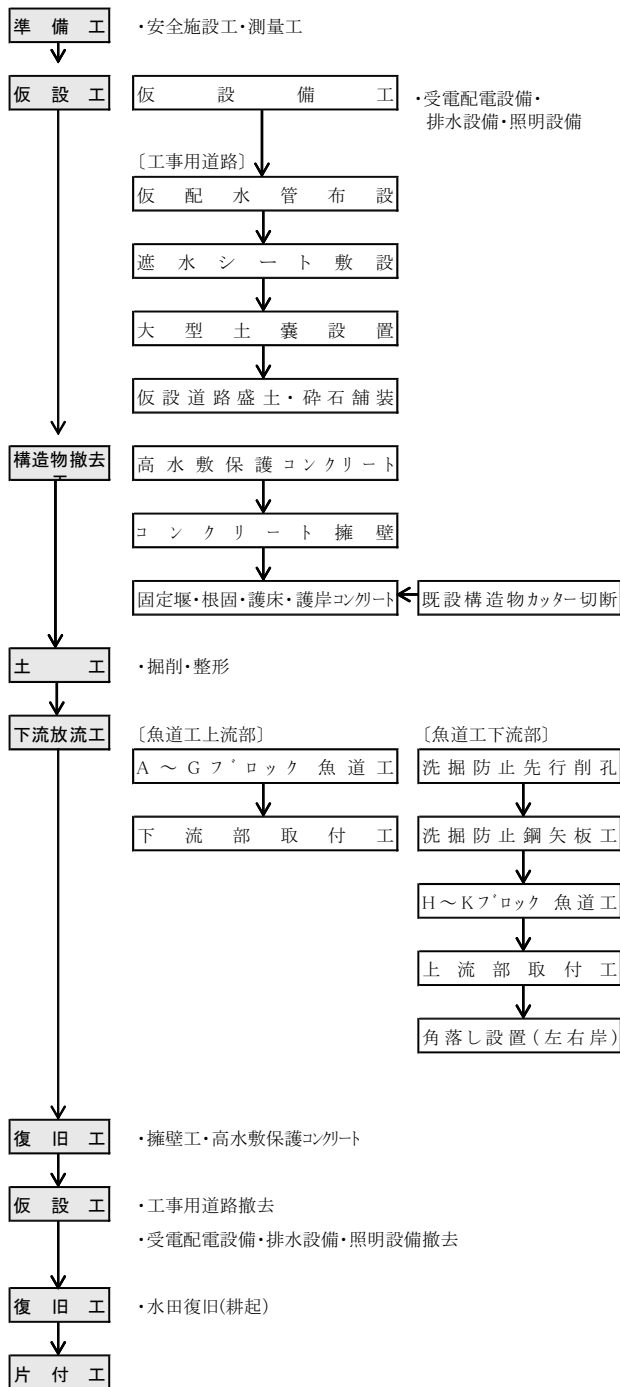 準備工 ・安全施設工・測量工
仮設工 仮設備工 ・受電配電設備・
排水設備・照明設備
〔工事用道路〕
仮配水管布設
遮水シート敷設
大型土嚢設置
仮設道路盛土・砕石舗装
構造物撤去 高水敷保護コンクリート
コンクリート擁壁
固定堰・根固・護床・護岸コンクリート 既設構造物カッター切断
土工 ・掘削・整形
下流放流工 〔魚道工上流部〕 〔魚道工下流部〕
A～Gブロック 魚道工 洗掘防止先行削孔
下流部取付工 洗掘防止鋼矢板工
H～Kブロック 魚道工
上流部取付工
角落し設置(左右岸)
復旧工 ・擁壁工・高水敷保護コンクリート
仮設工 ・工事用道路撤去
・受電配電設備・排水設備・照明設備撤去
復旧工 ・水田復旧(耕起)
片付工